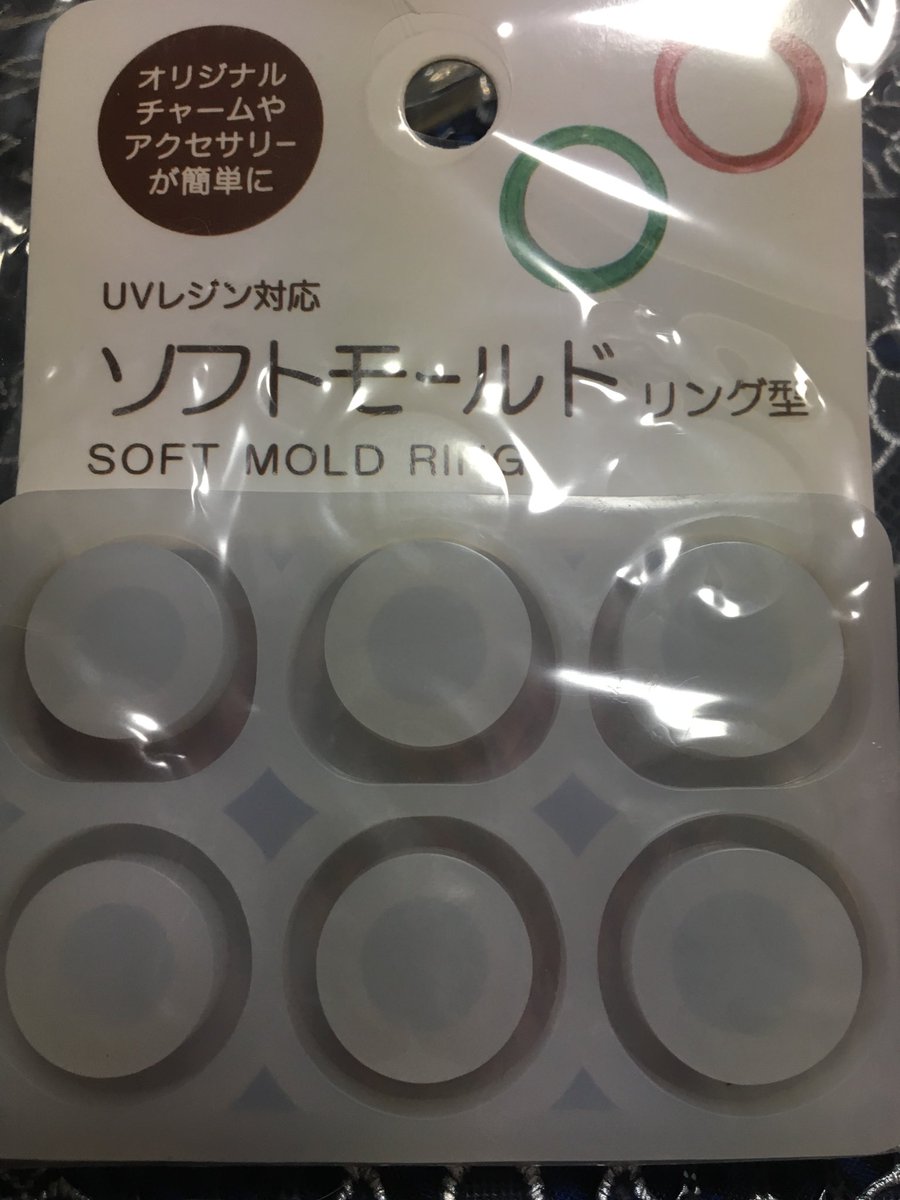 オリジナル
チャームや
アクセサリー
が簡単に
UVレジン対応
ソフトモールド リング型
SOFT MOLD RING